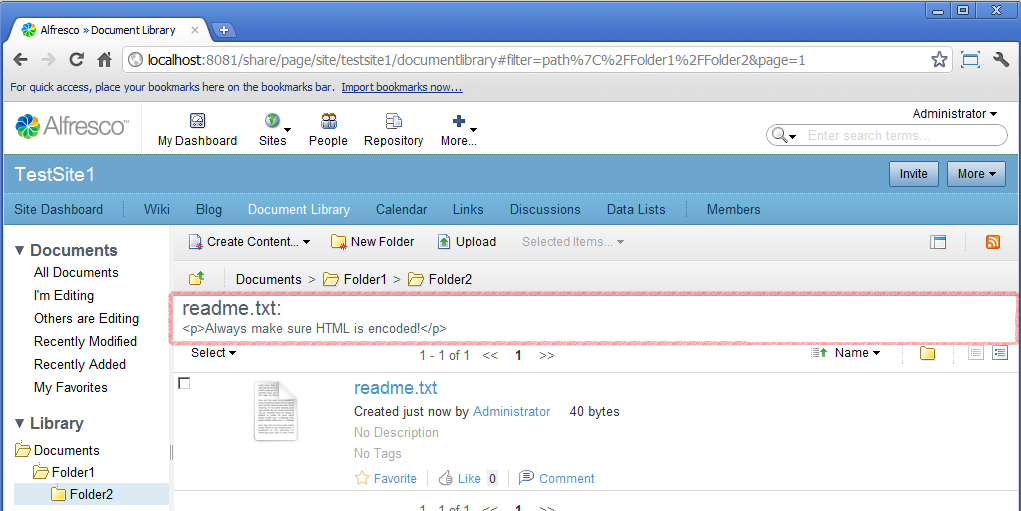 Alfresco » Document Library
localhost:8081/share/page/site/testsite1/documentlibrary#filter=path%7C%2FFolder1%2FFolder2&page=1
For quick access, place your bookmarks here on the bookmarks bar. Import bookmarks now...
Alfresco™
My Dashboard
Sites
People
Repository
More...
Administrator
Enter search terms...
TestSite1
Invite
More
Site Dashboard
Wiki
Blog
Document Library
Calendar
Links
Discussions
Data Lists
Members
Documents
All Documents
I'm Editing
Others are Editing
Recently Modified
Recently Added
My Favorites
Library
Documents
Folder1
Folder2
Create Content...
New Folder
Upload
Selected Items...
Documents > Folder1 > Folder2
readme.txt:
<p>Always make sure HTML is encoded!</p>
Select
1 - 1 of 1 << 1 >>
Name
readme.txt
Created just now by Administrator 40 bytes
No Description
No Tags
Favorite
Like 0
Comment
1 - 1 of 1 << 1 >>